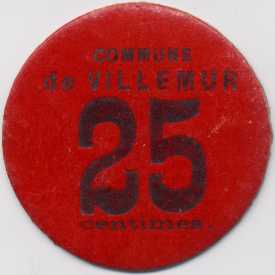 COMMUNE
de VILLEMUR
25
centimes.